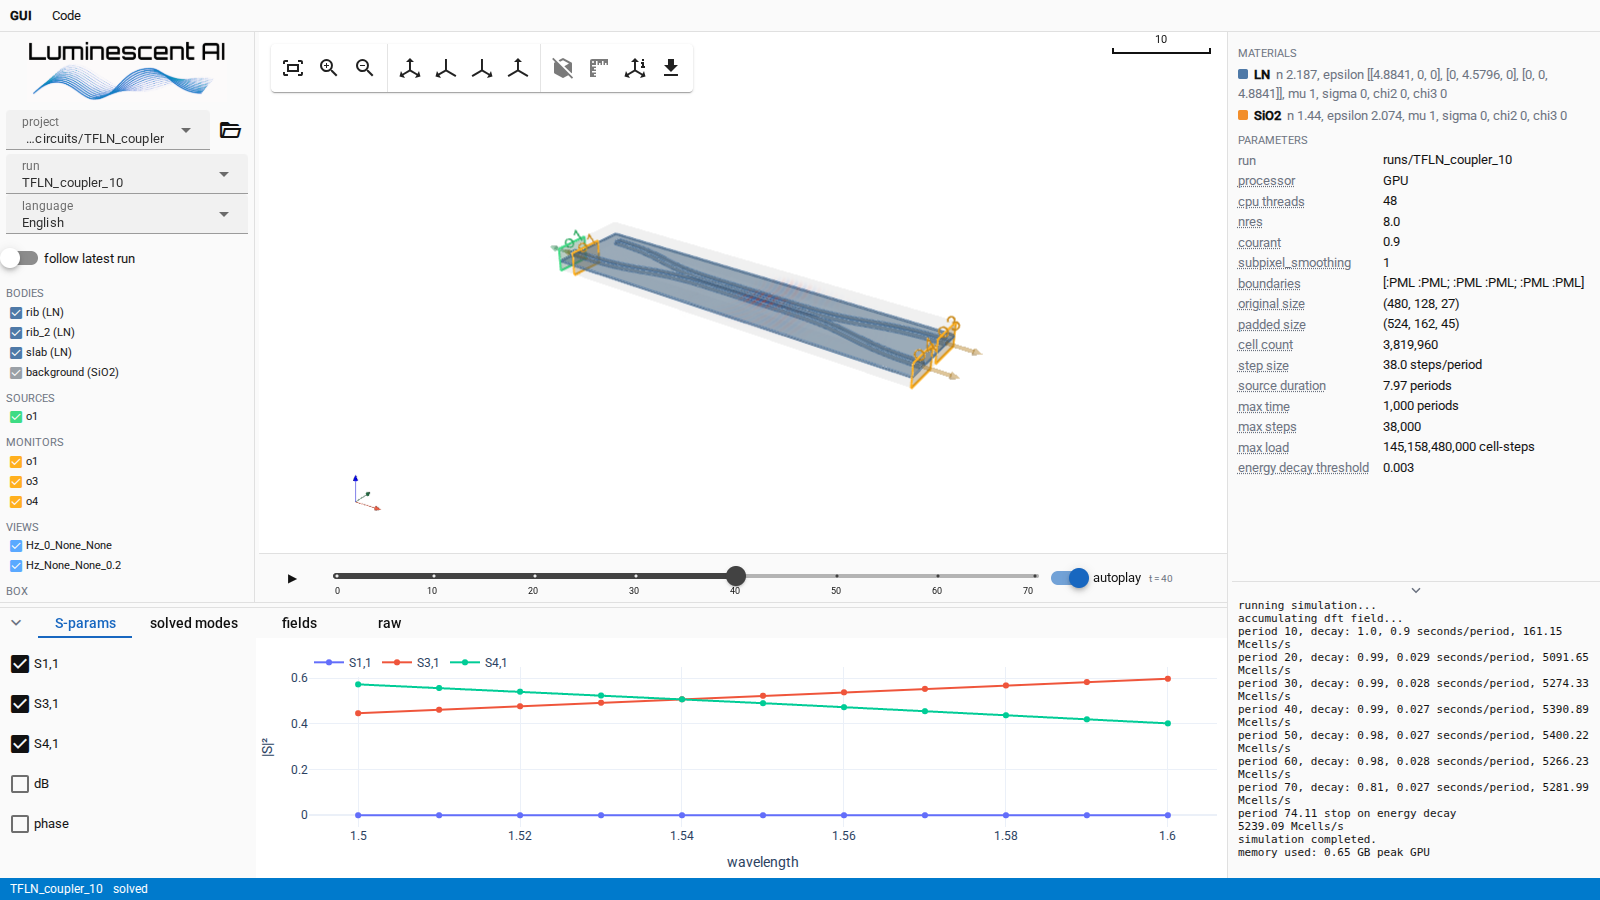 GUI Code
Luminescent AI
project
...circuits/TFLN_coupler
run
TFLN_coupler_10
language
English
follow latest run
BODIES
rib (LN)
rib_2 (LN)
slab (LN)
background (SiO2)
SOURCES
o1
MONITORS
o1
o3
o4
VIEWS
Hz_0_None_None
Hz_None_None_0.2
BOX
10
0 10 20 30 40 50 60 70
autoplay t = 40
MATERIALS
LN n 2.187, epsilon [[4.8841, 0, 0], [0, 4.5796, 0], [0, 0,
4.8841]], mu 1, sigma 0, chi2 0, chi3 0
SiO2 n 1.44, epsilon 2.074, mu 1, sigma 0, chi2 0, chi3 0
PARAMETERS
run runs/TFLN_coupler_10
processor GPU
cpu threads 48
nres 8.0
courant 0.9
subpixel_smoothing 1
boundaries [:PML :PML; :PML :PML; :PML :PML]
original size (480, 128, 27)
padded size (524, 162, 45)
cell count 3,819,960
step size 38.0 steps/period
source duration 7.97 periods
max time 1,000 periods
max steps 38,000
max load 145,158,480,000 cell-steps
energy decay threshold 0.003
S-params solved modes fields raw
S1,1
S3,1
S4,1
dB
phase
S1,1 S3,1 S4,1
0.6
0.4
0.2
0
|S|²
1.5 1.52 1.54 1.56 1.58 1.6
wavelength
running simulation...
accumulating dft field...
period 10, decay: 1.0, 0.9 seconds/period, 161.15
Mcells/s
period 20, decay: 0.99, 0.029 seconds/period, 5091.65
Mcells/s
period 30, decay: 0.99, 0.028 seconds/period, 5274.33
Mcells/s
period 40, decay: 0.99, 0.027 seconds/period, 5390.89
Mcells/s
period 50, decay: 0.98, 0.027 seconds/period, 5400.22
Mcells/s
period 60, decay: 0.98, 0.028 seconds/period, 5266.23
Mcells/s
period 70, decay: 0.81, 0.027 seconds/period, 5281.99
Mcells/s
period 74.11 stop on energy decay
5239.09 Mcells/s
simulation completed.
memory used: 0.65 GB peak GPU
TFLN_coupler_10 solved